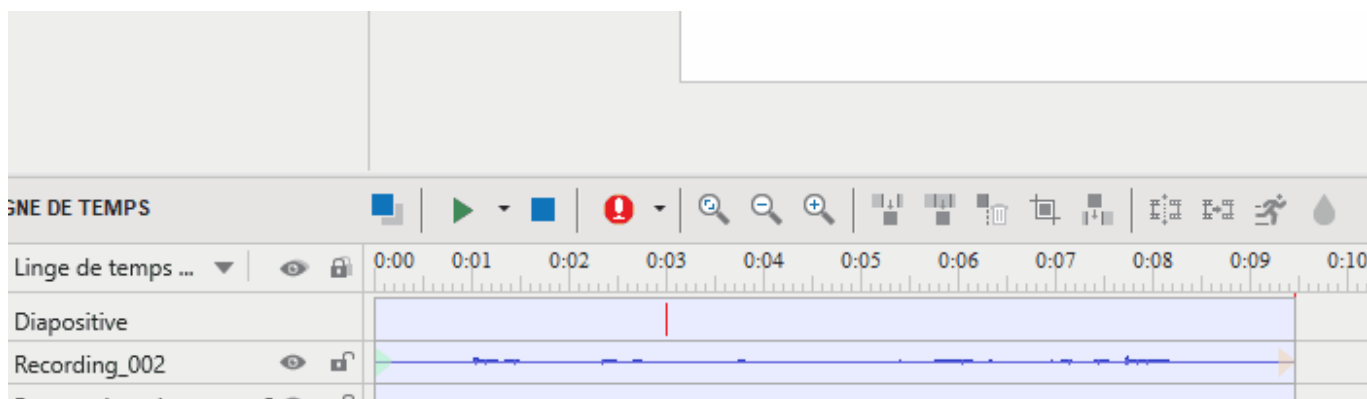 GNE DE TEMPS
Linge de temps ... 0:00 0:01 0:02 0:03 0:04 0:05 0:06 0:07 0:08 0:09 0:10
Diapositive
Recording_002